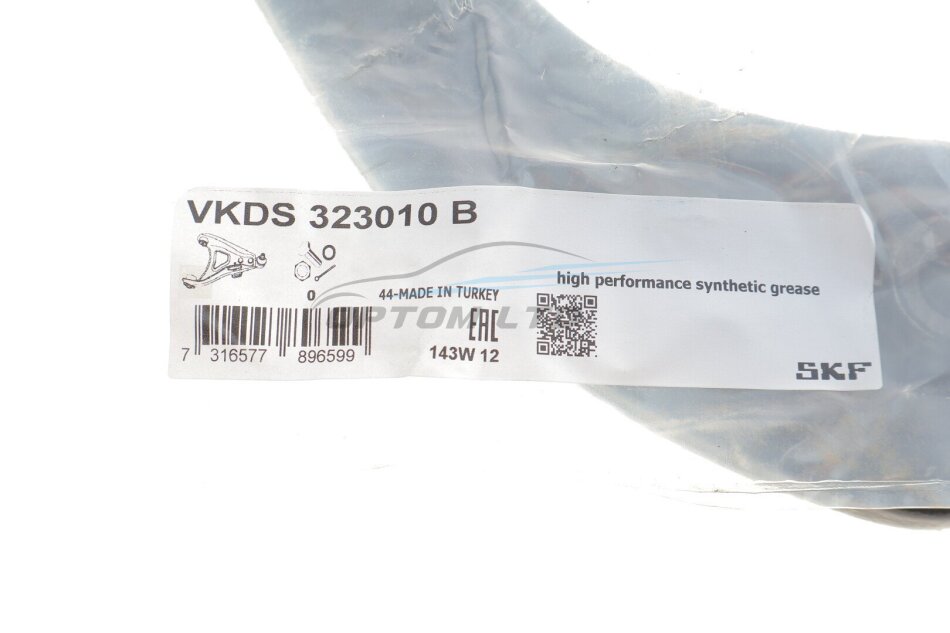 VKDS 323010 B
high performance synthetic grease
0
44-MADE IN TURKEY
EAC
143W 12
7 316577 896599
SKF